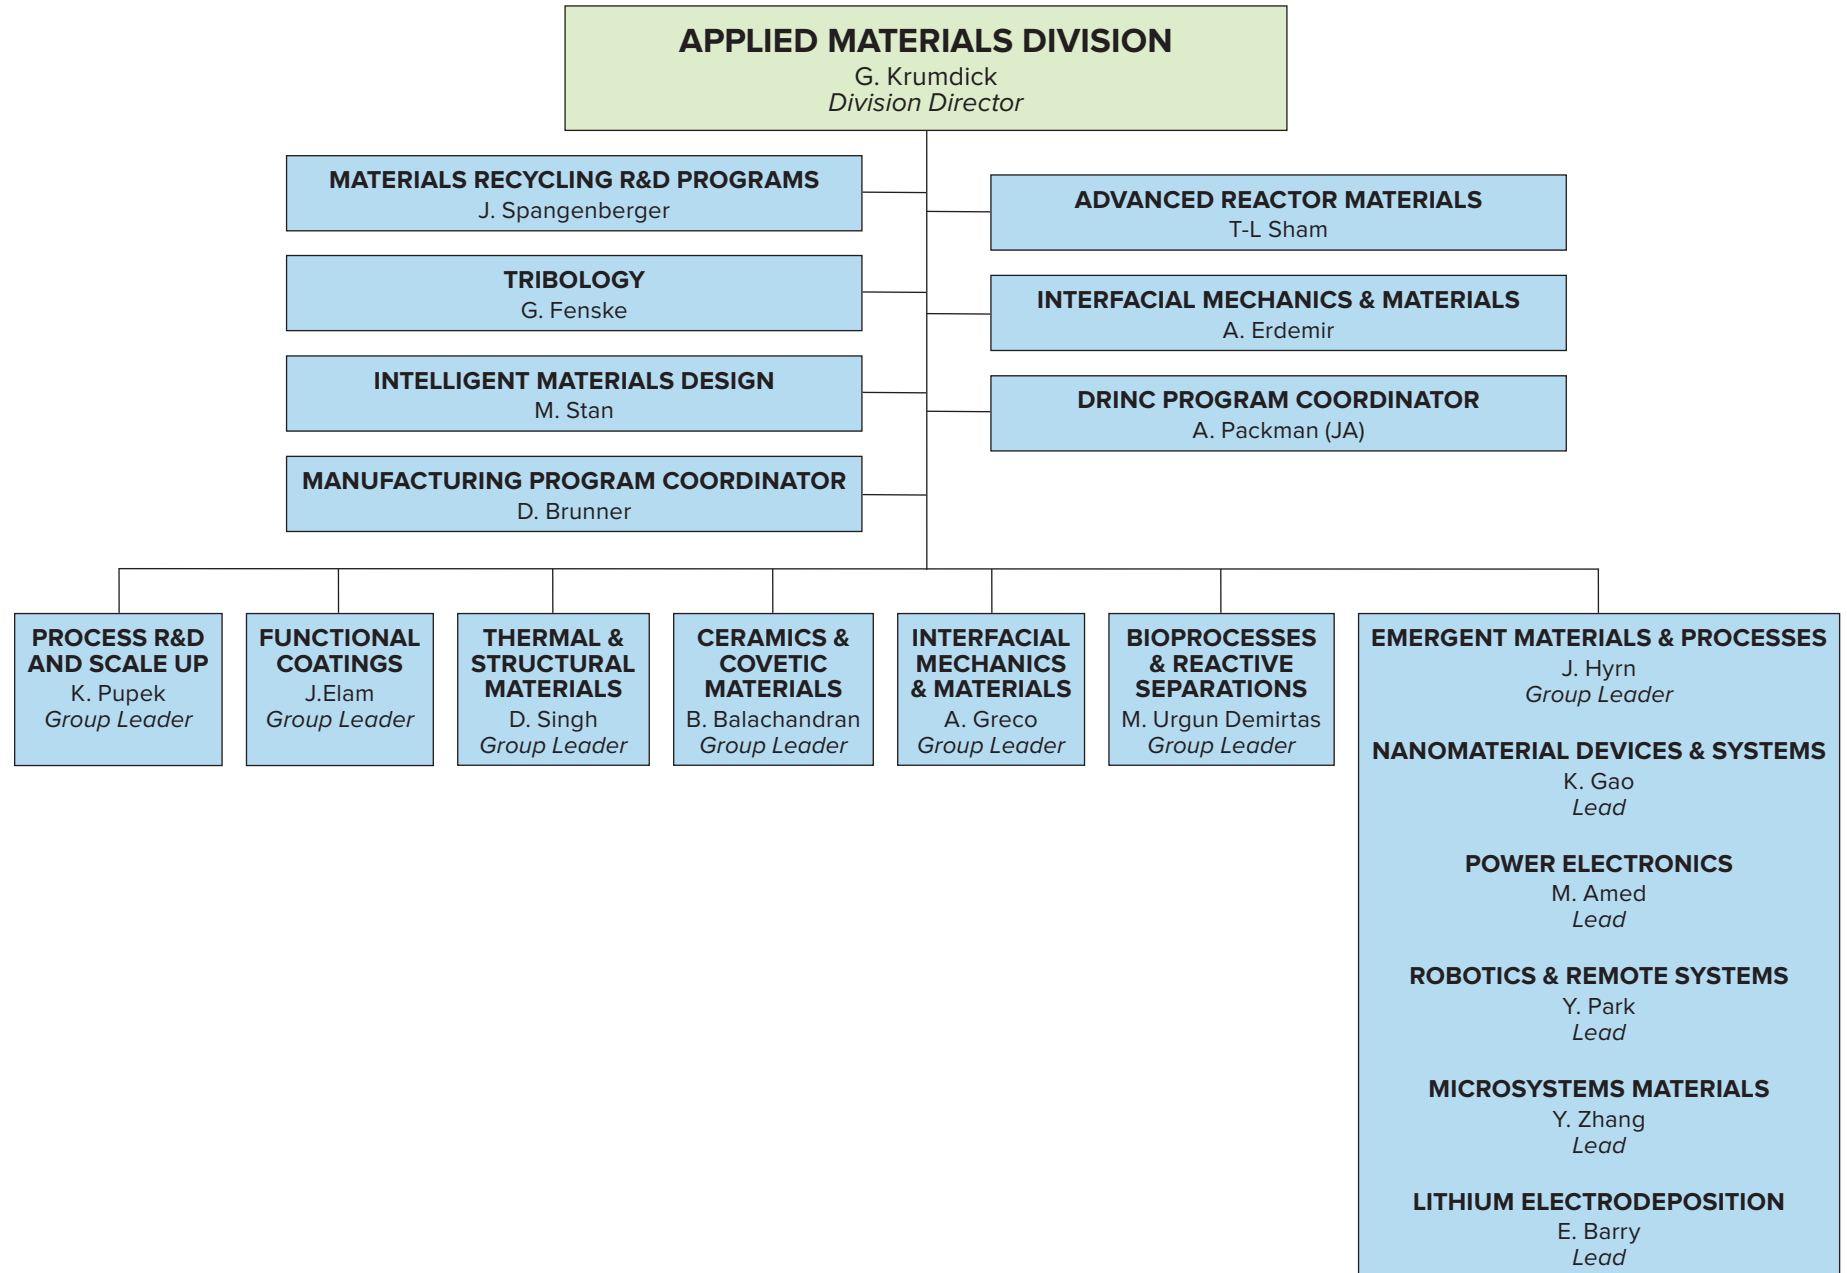 APPLIED MATERIALS DIVISION
G. Krumdick
Division Director
MATERIALS RECYCLING R&D PROGRAMS
J. Spangenberger
ADVANCED REACTOR MATERIALS
T-L Sham
TRIBOLOGY
G. Fenske
INTERFACIAL MECHANICS & MATERIALS
A. Erdemir
INTELLIGENT MATERIALS DESIGN
M. Stan
DRINC PROGRAM COORDINATOR
A. Packman (JA)
MANUFACTURING PROGRAM COORDINATOR
D. Brunner
PROCESS R&D
AND SCALE UP
K. Pupek
Group Leader
FUNCTIONAL
COATINGS
J.Elam
Group Leader
THERMAL &
STRUCTURAL
MATERIALS
D. Singh
Group Leader
CERAMICS &
COVETIC
MATERIALS
B. Balachandran
Group Leader
INTERFACIAL
MECHANICS
& MATERIALS
A. Greco
Group Leader
BIOPROCESSES
& REACTIVE
SEPARATIONS
M. Urgun Demirtas
Group Leader
EMERGENT MATERIALS & PROCESSES
J. Hyrn
Group Leader
NANOMATERIAL DEVICES & SYSTEMS
K. Gao
Lead
POWER ELECTRONICS
M. Amed
Lead
ROBOTICS & REMOTE SYSTEMS
Y. Park
Lead
MICROSYSTEMS MATERIALS
Y. Zhang
Lead
LITHIUM ELECTRODEPOSITION
E. Barry
Lead